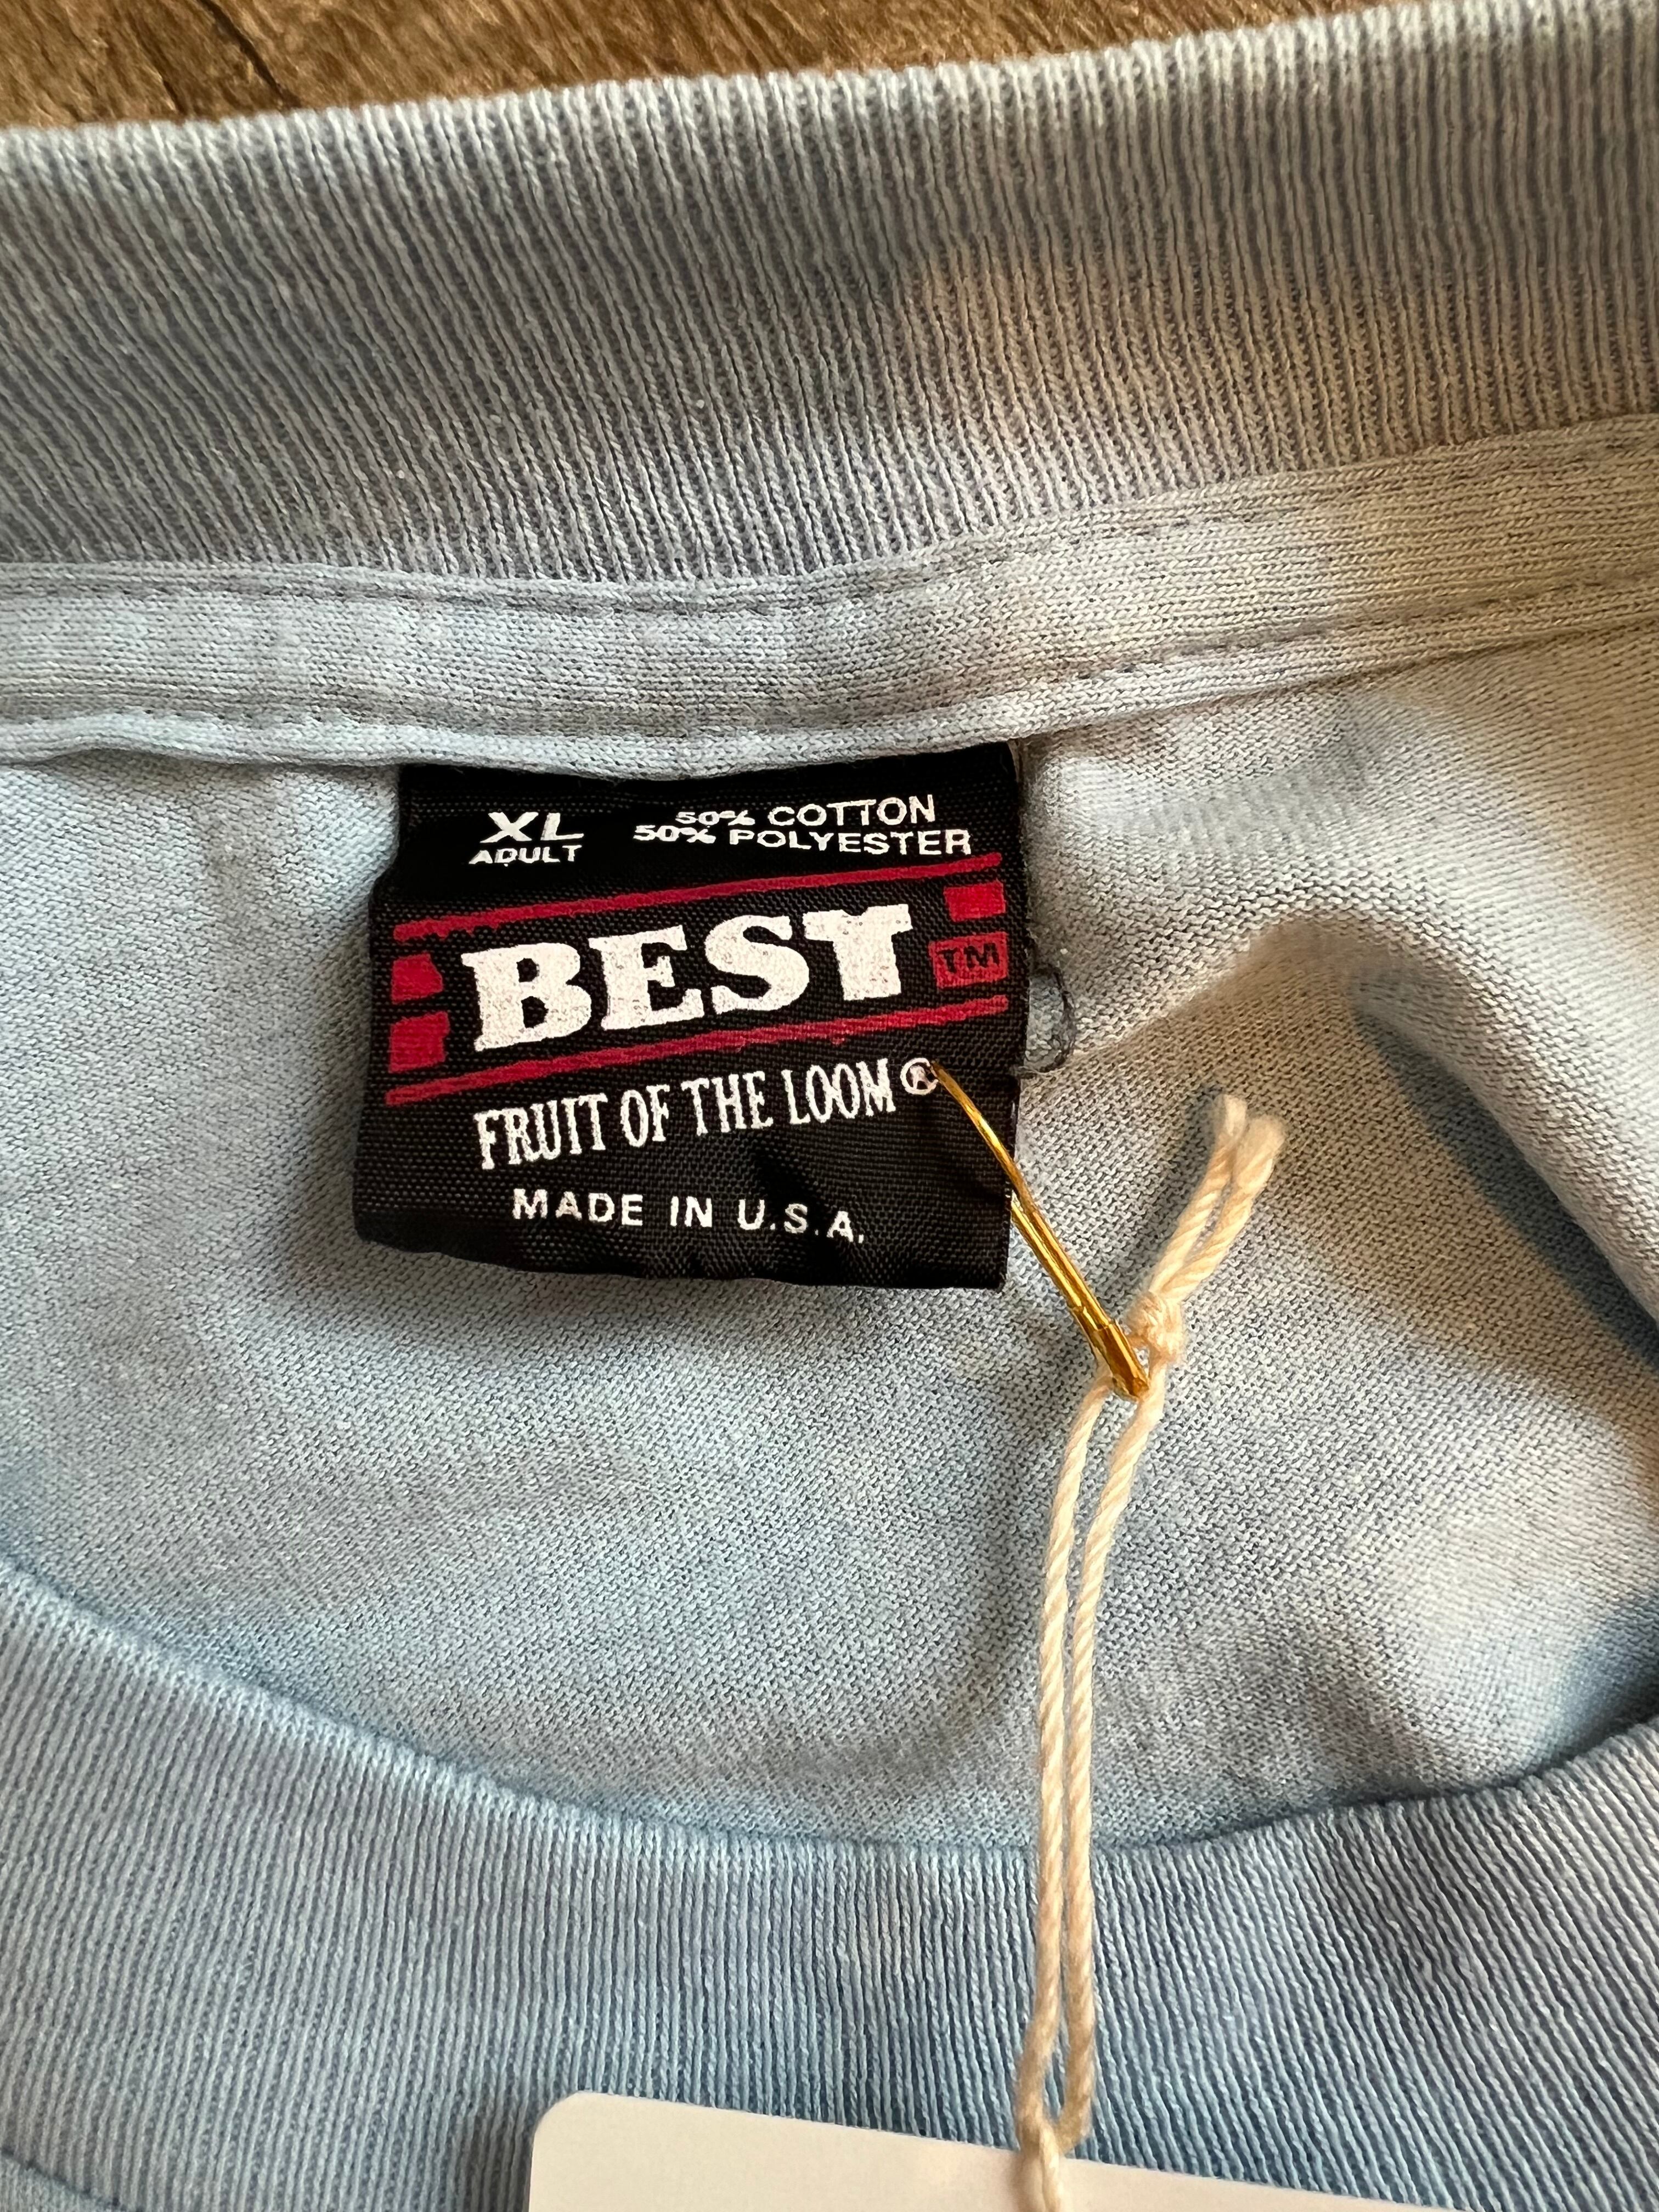 XL
ADULT
50% COTTON
50% POLYESTER
BEST TM
FRUIT OF THE LOOM®
MADE IN U.S.A.